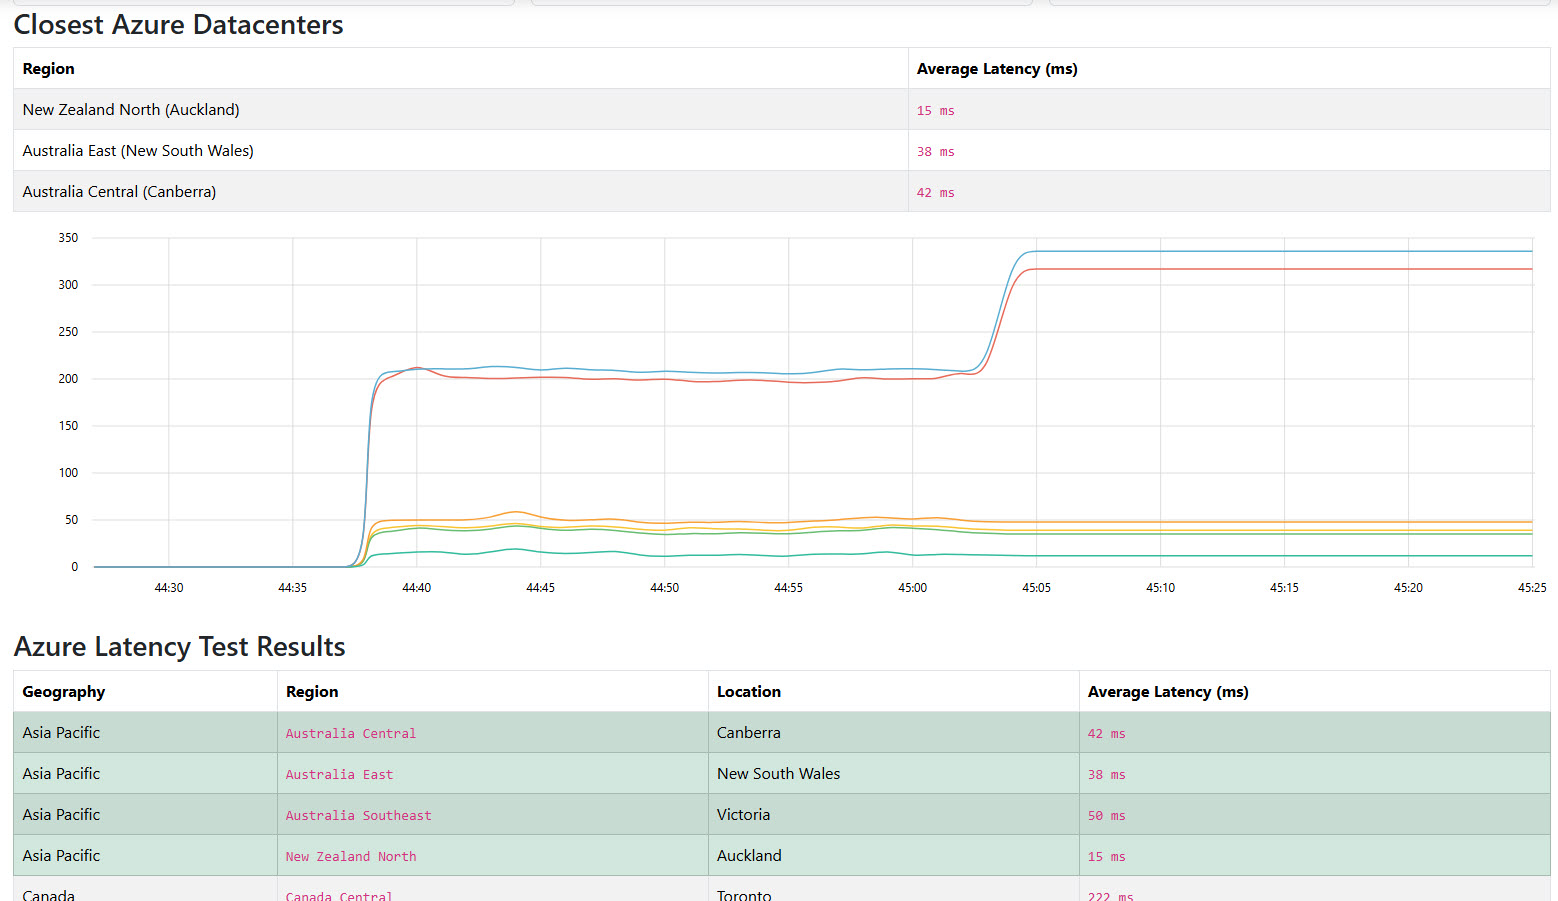 Closest Azure Datacenters
Region Average Latency (ms)
New Zealand North (Auckland) 15 ms
Australia East (New South Wales) 38 ms
Australia Central (Canberra) 42 ms
350
300
250
200
150
100
50
0
44:30 44:35 44:40 44:45 44:50 44:55 45:00 45:05 45:10 45:15 45:20 45:25
Azure Latency Test Results
Geography Region Location Average Latency (ms)
Asia Pacific Australia Central Canberra 42 ms
Asia Pacific Australia East New South Wales 38 ms
Asia Pacific Australia Southeast Victoria 50 ms
Asia Pacific New Zealand North Auckland 15 ms
Canada Canada Central Toronto 222 ms